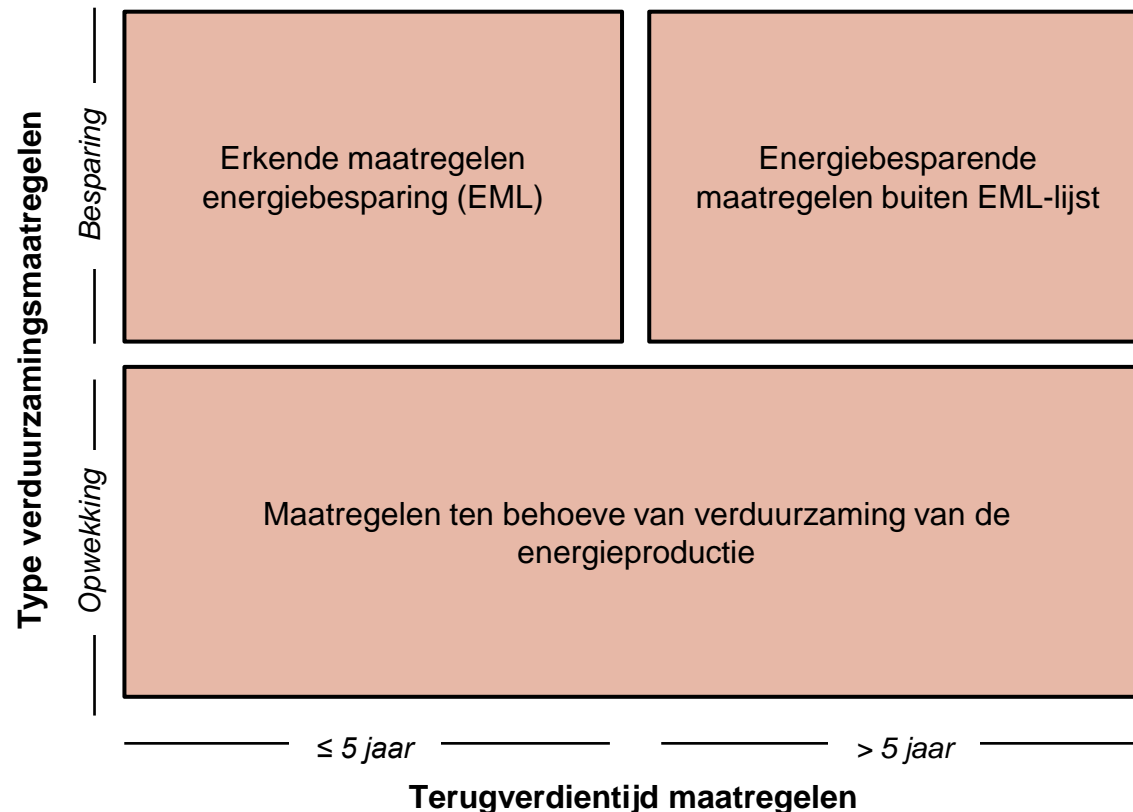 Type verduurzamingsmaatregelen
Besparing
Erkende maatregelen
energiebesparing (EML)
Energiebesparende
maatregelen buiten EML-lijst
Opwekking
Maatregelen ten behoeve van verduurzaming van de
energieproductie
≤ 5 jaar
> 5 jaar
Terugverdientijd maatregelen